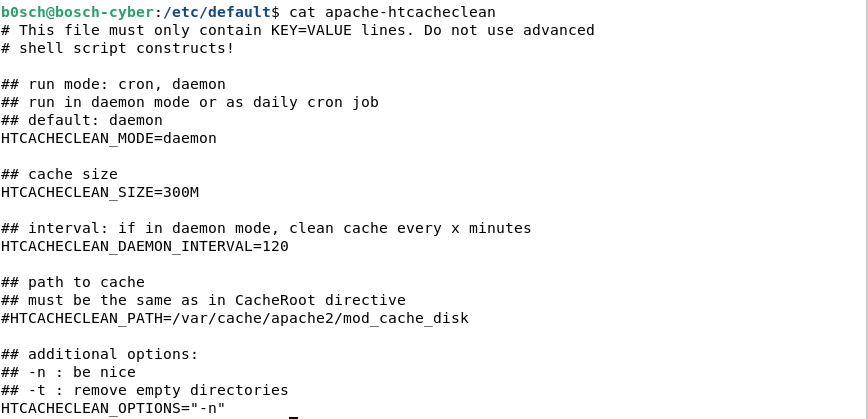 b0sch@bosch-cyber:/etc/default$ cat apache-htcacheclean
# This file must only contain KEY=VALUE lines. Do not use advanced
# shell script constructs!
## run mode: cron, daemon
## run in daemon mode or as daily cron job
## default: daemon
HTCACHECLEAN_MODE=daemon
## cache size
HTCACHECLEAN_SIZE=300M
## interval: if in daemon mode, clean cache every x minutes
HTCACHECLEAN_DAEMON_INTERVAL=120
## path to cache
## must be the same as in CacheRoot directive
#HTCACHECLEAN_PATH=/var/cache/apache2/mod_cache_disk
## additional options:
## -n : be nice
## -t : remove empty directories
HTCACHECLEAN_OPTIONS="-n"